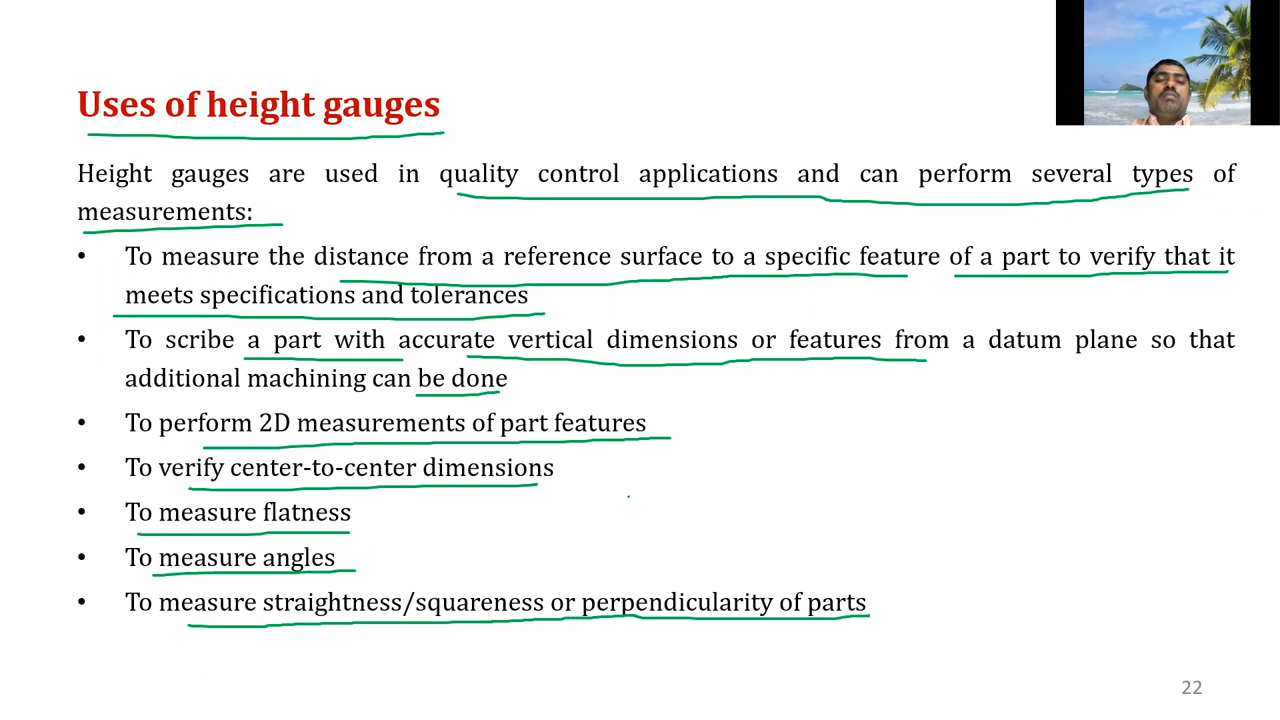 Uses of height gauges
Height gauges are used in quality control applications and can perform several types of
measurements:
• To measure the distance from a reference surface to a specific feature of a part to verify that it
meets specifications and tolerances
• To scribe a part with accurate vertical dimensions or features from a datum plane so that
additional machining can be done
• To perform 2D measurements of part features
• To verify center-to-center dimensions
• To measure flatness
• To measure angles
• To measure straightness/squareness or perpendicularity of parts
22